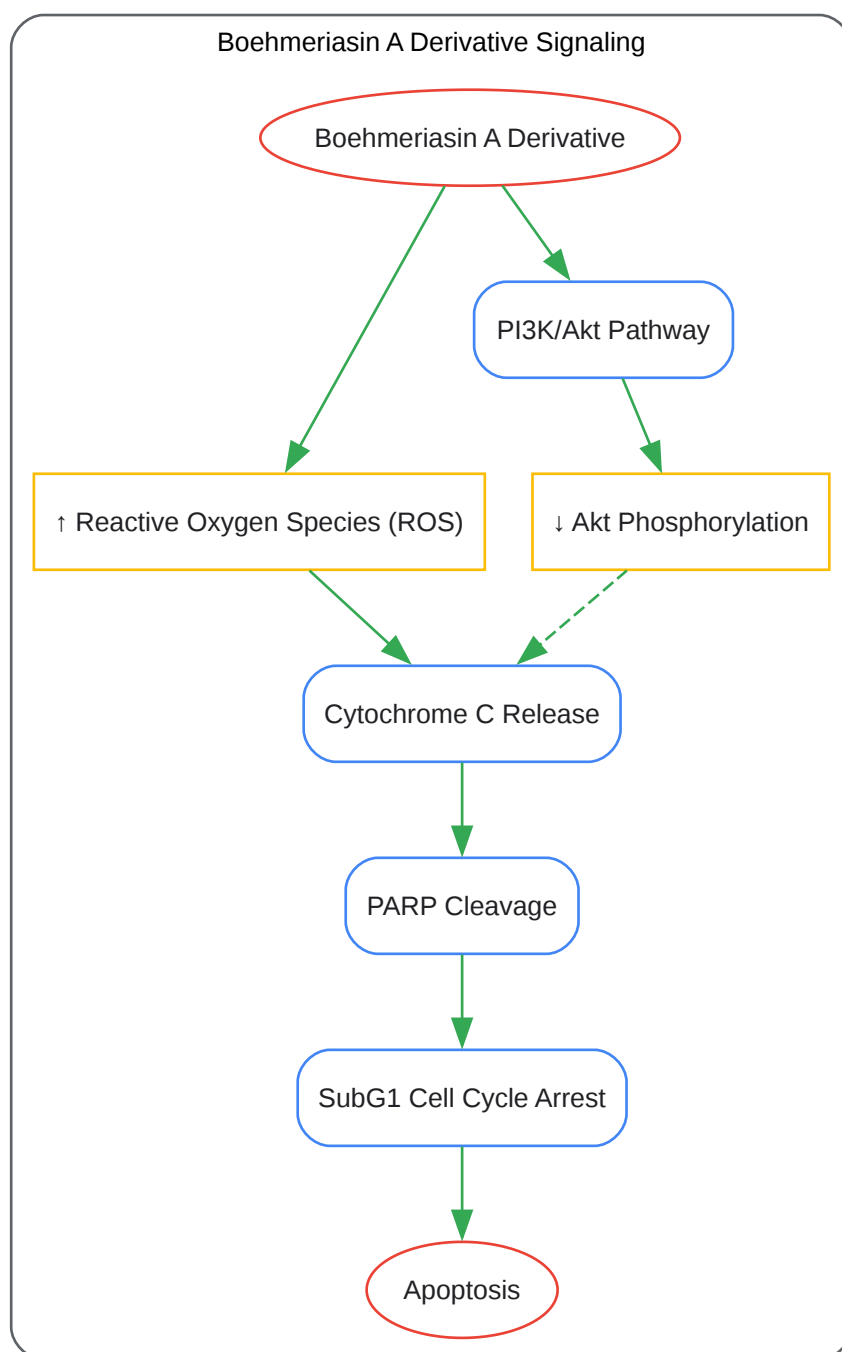 Boehmeriasin A Derivative Signaling
Boehmeriasin A Derivative
PI3K/Akt Pathway
↑ Reactive Oxygen Species (ROS)
↓ Akt Phosphorylation
Cytochrome C Release
PARP Cleavage
SubG1 Cell Cycle Arrest
Apoptosis